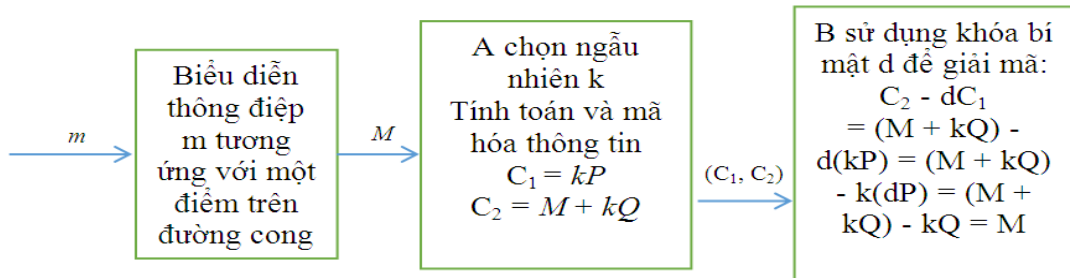 m
Biểu diễn
thông điệp
m tương
ứng với một
điểm trên
đường cong
M
A chọn ngẫu
nhiên k
Tính toán và mã
hóa thông tin
C₁ = kP
C₂ = M + kQ
(C₁, C₂)
B sử dụng khóa bí
mật d để giải mã:
C₂ - dC₁
= (M + kQ) -
d(kP) = (M + kQ)
- k(dP) = (M +
kQ) - kQ = M